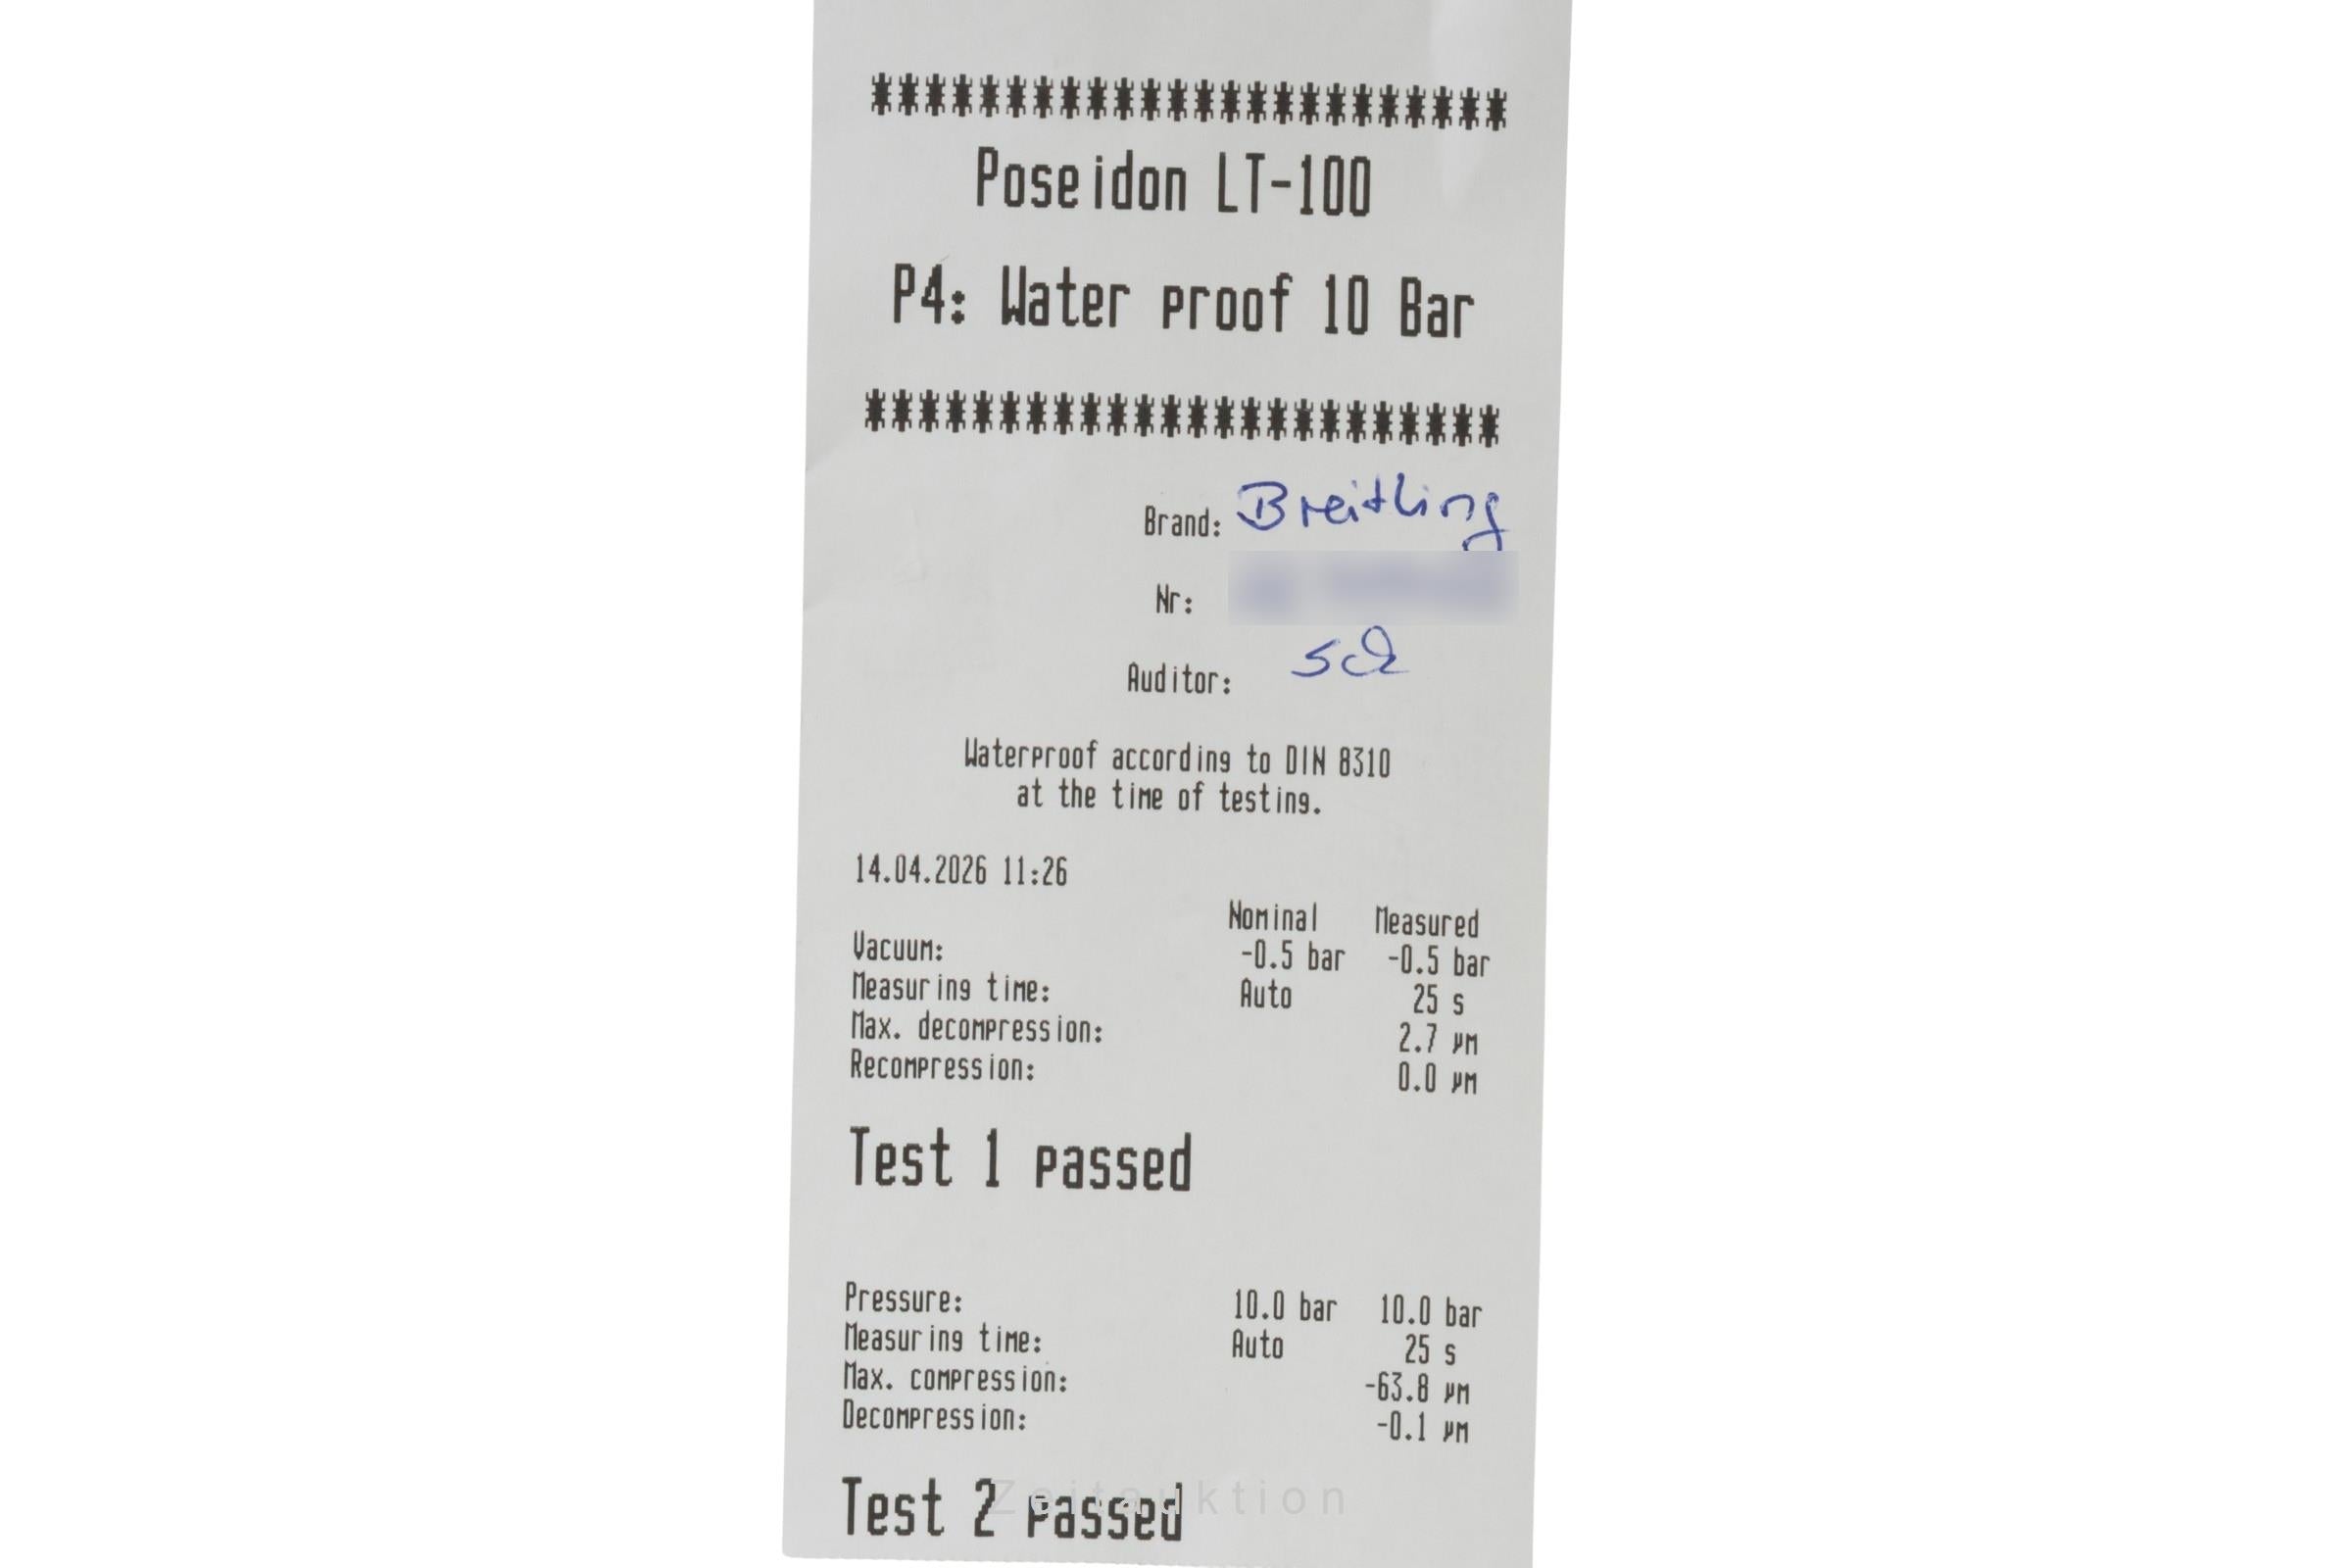 ************************
Poseidon LT-100
P4: Water proof 10 Bar
************************
Brand: Breitling
Nr:
Auditor:
Waterproof according to DIN 8310
at the time of testing.
14.04.2026 11:26
Nominal Measured
Vacuum: -0.5 bar -0.5 bar
Measuring time: Auto 25 s
Max. decompression: 2.7 µm
Recompression: 0.0 µm
Test 1 passed
Pressure: 10.0 bar 10.0 bar
Measuring time: Auto 25 s
Max. compression: -63.8 µm
Decompression: -0.1 µm
Test 2 passed
Zeitauktion